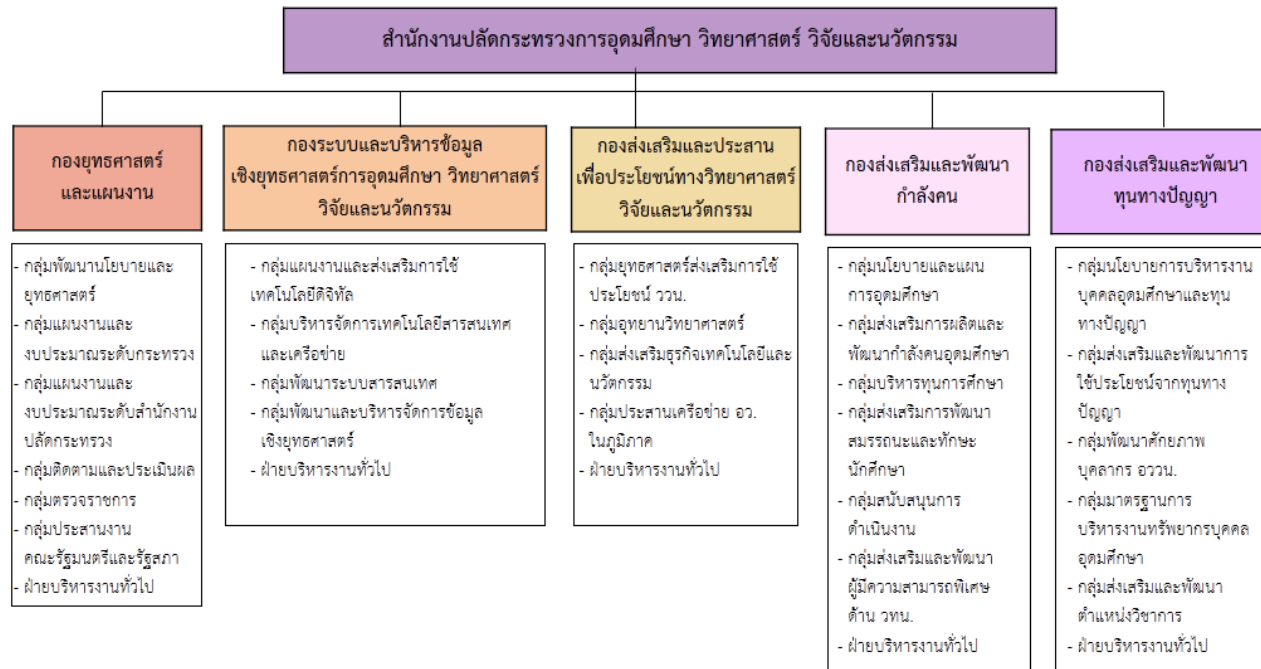 สำนักงานปลัดกระทรวงการอุดมศึกษา วิทยาศาสตร์ วิจัยและนวัตกรรม
กองยุทธศาสตร์
และแผนงาน
- กลุ่มพัฒนานโยบายและ
ยุทธศาสตร์
- กลุ่มแผนงานและ
งบประมาณระดับกระทรวง
- กลุ่มแผนงานและ
งบประมาณระดับสำนักงาน
ปลัดกระทรวง
- กลุ่มติดตามและประเมินผล
- กลุ่มตรวจราชการ
- กลุ่มประสานงาน
คณะรัฐมนตรีและรัฐสภา
- ฝ่ายบริหารงานทั่วไป
กองระบบและบริหารข้อมูล
เชิงยุทธศาสตร์การอุดมศึกษา วิทยาศาสตร์
วิจัยและนวัตกรรม
- กลุ่มแผนงานและส่งเสริมการใช้
เทคโนโลยีดิจิทัล
- กลุ่มบริหารจัดการเทคโนโลยีสารสนเทศ
และเครือข่าย
- กลุ่มพัฒนาระบบสารสนเทศ
- กลุ่มพัฒนาและบริหารจัดการข้อมูล
เชิงยุทธศาสตร์
- ฝ่ายบริหารงานทั่วไป
กองส่งเสริมและประสาน
เพื่อประโยชน์ทางวิทยาศาสตร์
วิจัยและนวัตกรรม
- กลุ่มยุทธศาสตร์ส่งเสริมการใช้
ประโยชน์ ววน.
- กลุ่มอุทยานวิทยาศาสตร์
- กลุ่มส่งเสริมธุรกิจเทคโนโลยีและ
นวัตกรรม
- กลุ่มประสานเครือข่าย อว.
ในภูมิภาค
- ฝ่ายบริหารงานทั่วไป
กองส่งเสริมและพัฒนา
กำลังคน
- กลุ่มนโยบายและแผน
การอุดมศึกษา
- กลุ่มส่งเสริมการผลิตและ
พัฒนากำลังคนอุดมศึกษา
- กลุ่มบริหารทุนการศึกษา
- กลุ่มส่งเสริมการพัฒนา
สมรรถนะและทักษะ
นักศึกษา
- กลุ่มสนับสนุนการ
ดำเนินงาน
- กลุ่มส่งเสริมและพัฒนา
ผู้มีความสามารถพิเศษ
ด้าน วทน.
- ฝ่ายบริหารงานทั่วไป
กองส่งเสริมและพัฒนา
ทุนทางปัญญา
- กลุ่มนโยบายการบริหารงาน
บุคคลอุดมศึกษาและทุน
ทางปัญญา
- กลุ่มส่งเสริมและพัฒนาการ
ใช้ประโยชน์จากทุนทาง
ปัญญา
- กลุ่มพัฒนาศักยภาพ
บุคลากร อววน.
- กลุ่มมาตรฐานการ
บริหารงานทรัพยากรบุคคล
อุดมศึกษา
- กลุ่มส่งเสริมและพัฒนา
ตำแหน่งวิชาการ
- ฝ่ายบริหารงานทั่วไป